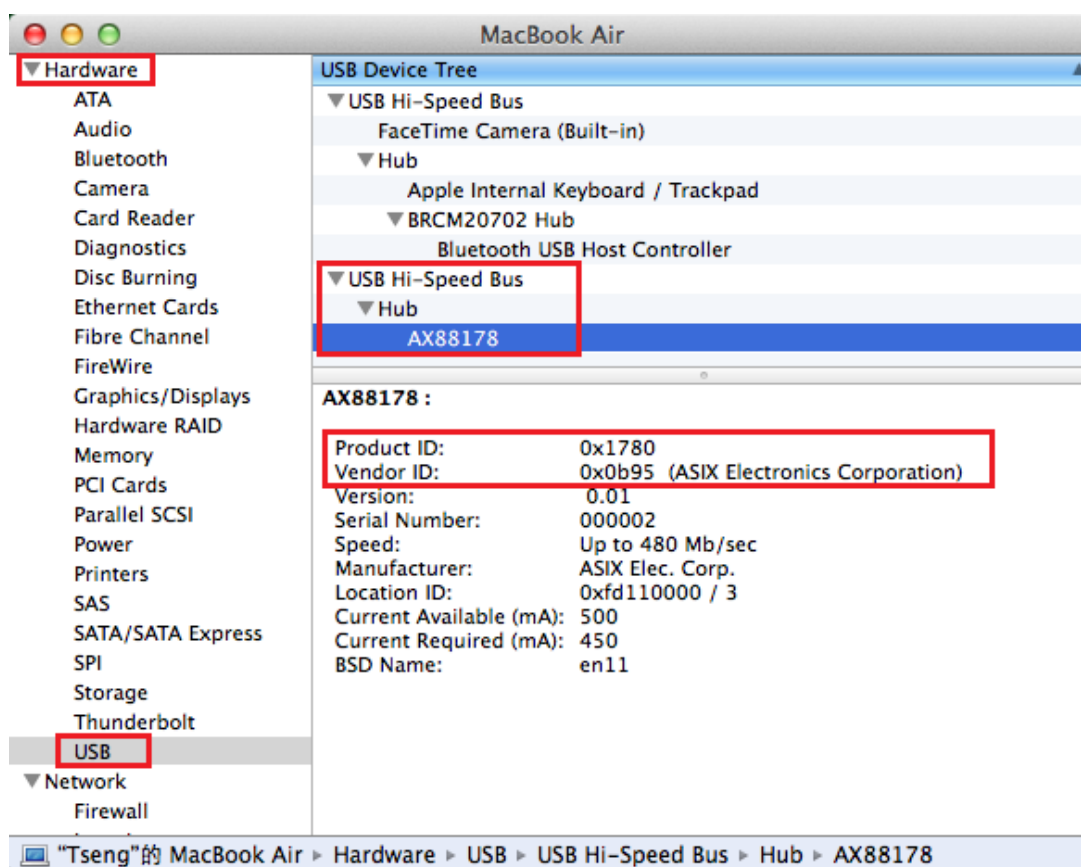 MacBook Air
Hardware
ATA
Audio
Bluetooth
Camera
Card Reader
Diagnostics
Disc Burning
Ethernet Cards
Fibre Channel
FireWire
Graphics/Displays
Hardware RAID
Memory
PCI Cards
Parallel SCSI
Power
Printers
SAS
SATA/SATA Express
SPI
Storage
Thunderbolt
USB
Network
Firewall
USB Device Tree
USB Hi-Speed Bus
FaceTime Camera (Built-in)
Hub
Apple Internal Keyboard / Trackpad
BRCM20702 Hub
Bluetooth USB Host Controller
USB Hi-Speed Bus
Hub
AX88178
AX88178 :
Product ID: 0x1780
Vendor ID: 0x0b95 (ASIX Electronics Corporation)
Version: 0.01
Serial Number: 000002
Speed: Up to 480 Mb/sec
Manufacturer: ASIX Elec. Corp.
Location ID: 0xfd110000 / 3
Current Available (mA): 500
Current Required (mA): 450
BSD Name: en11
"Tseng"的 MacBook Air ▸ Hardware ▸ USB ▸ USB Hi-Speed Bus ▸ Hub ▸ AX88178